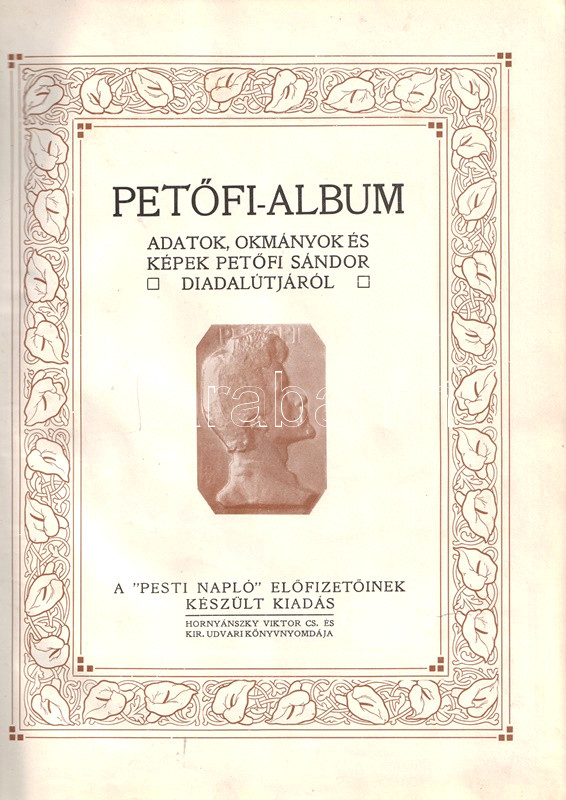 PETŐFI-ALBUM
ADATOK, OKMÁNYOK ÉS
KÉPEK PETŐFI SÁNDOR
DIADALÚTJÁRÓL
A "PESTI NAPLÓ" ELŐFIZETŐINEK
KÉSZÜLT KIADÁS
HORNYÁNSZKY VIKTOR CS. ÉS
KIR. UDVARI KÖNYVNYOMDÁJA